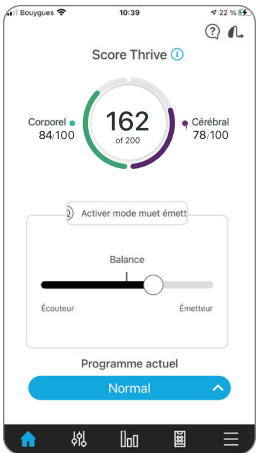 Bouygues 10:39 22 %
Score Thrive
162
of 200
Corporel
84/100
Cérébral
78/100
Activer mode muet émett
Balance
Écouteur Émetteur
Programme actuel
Normal